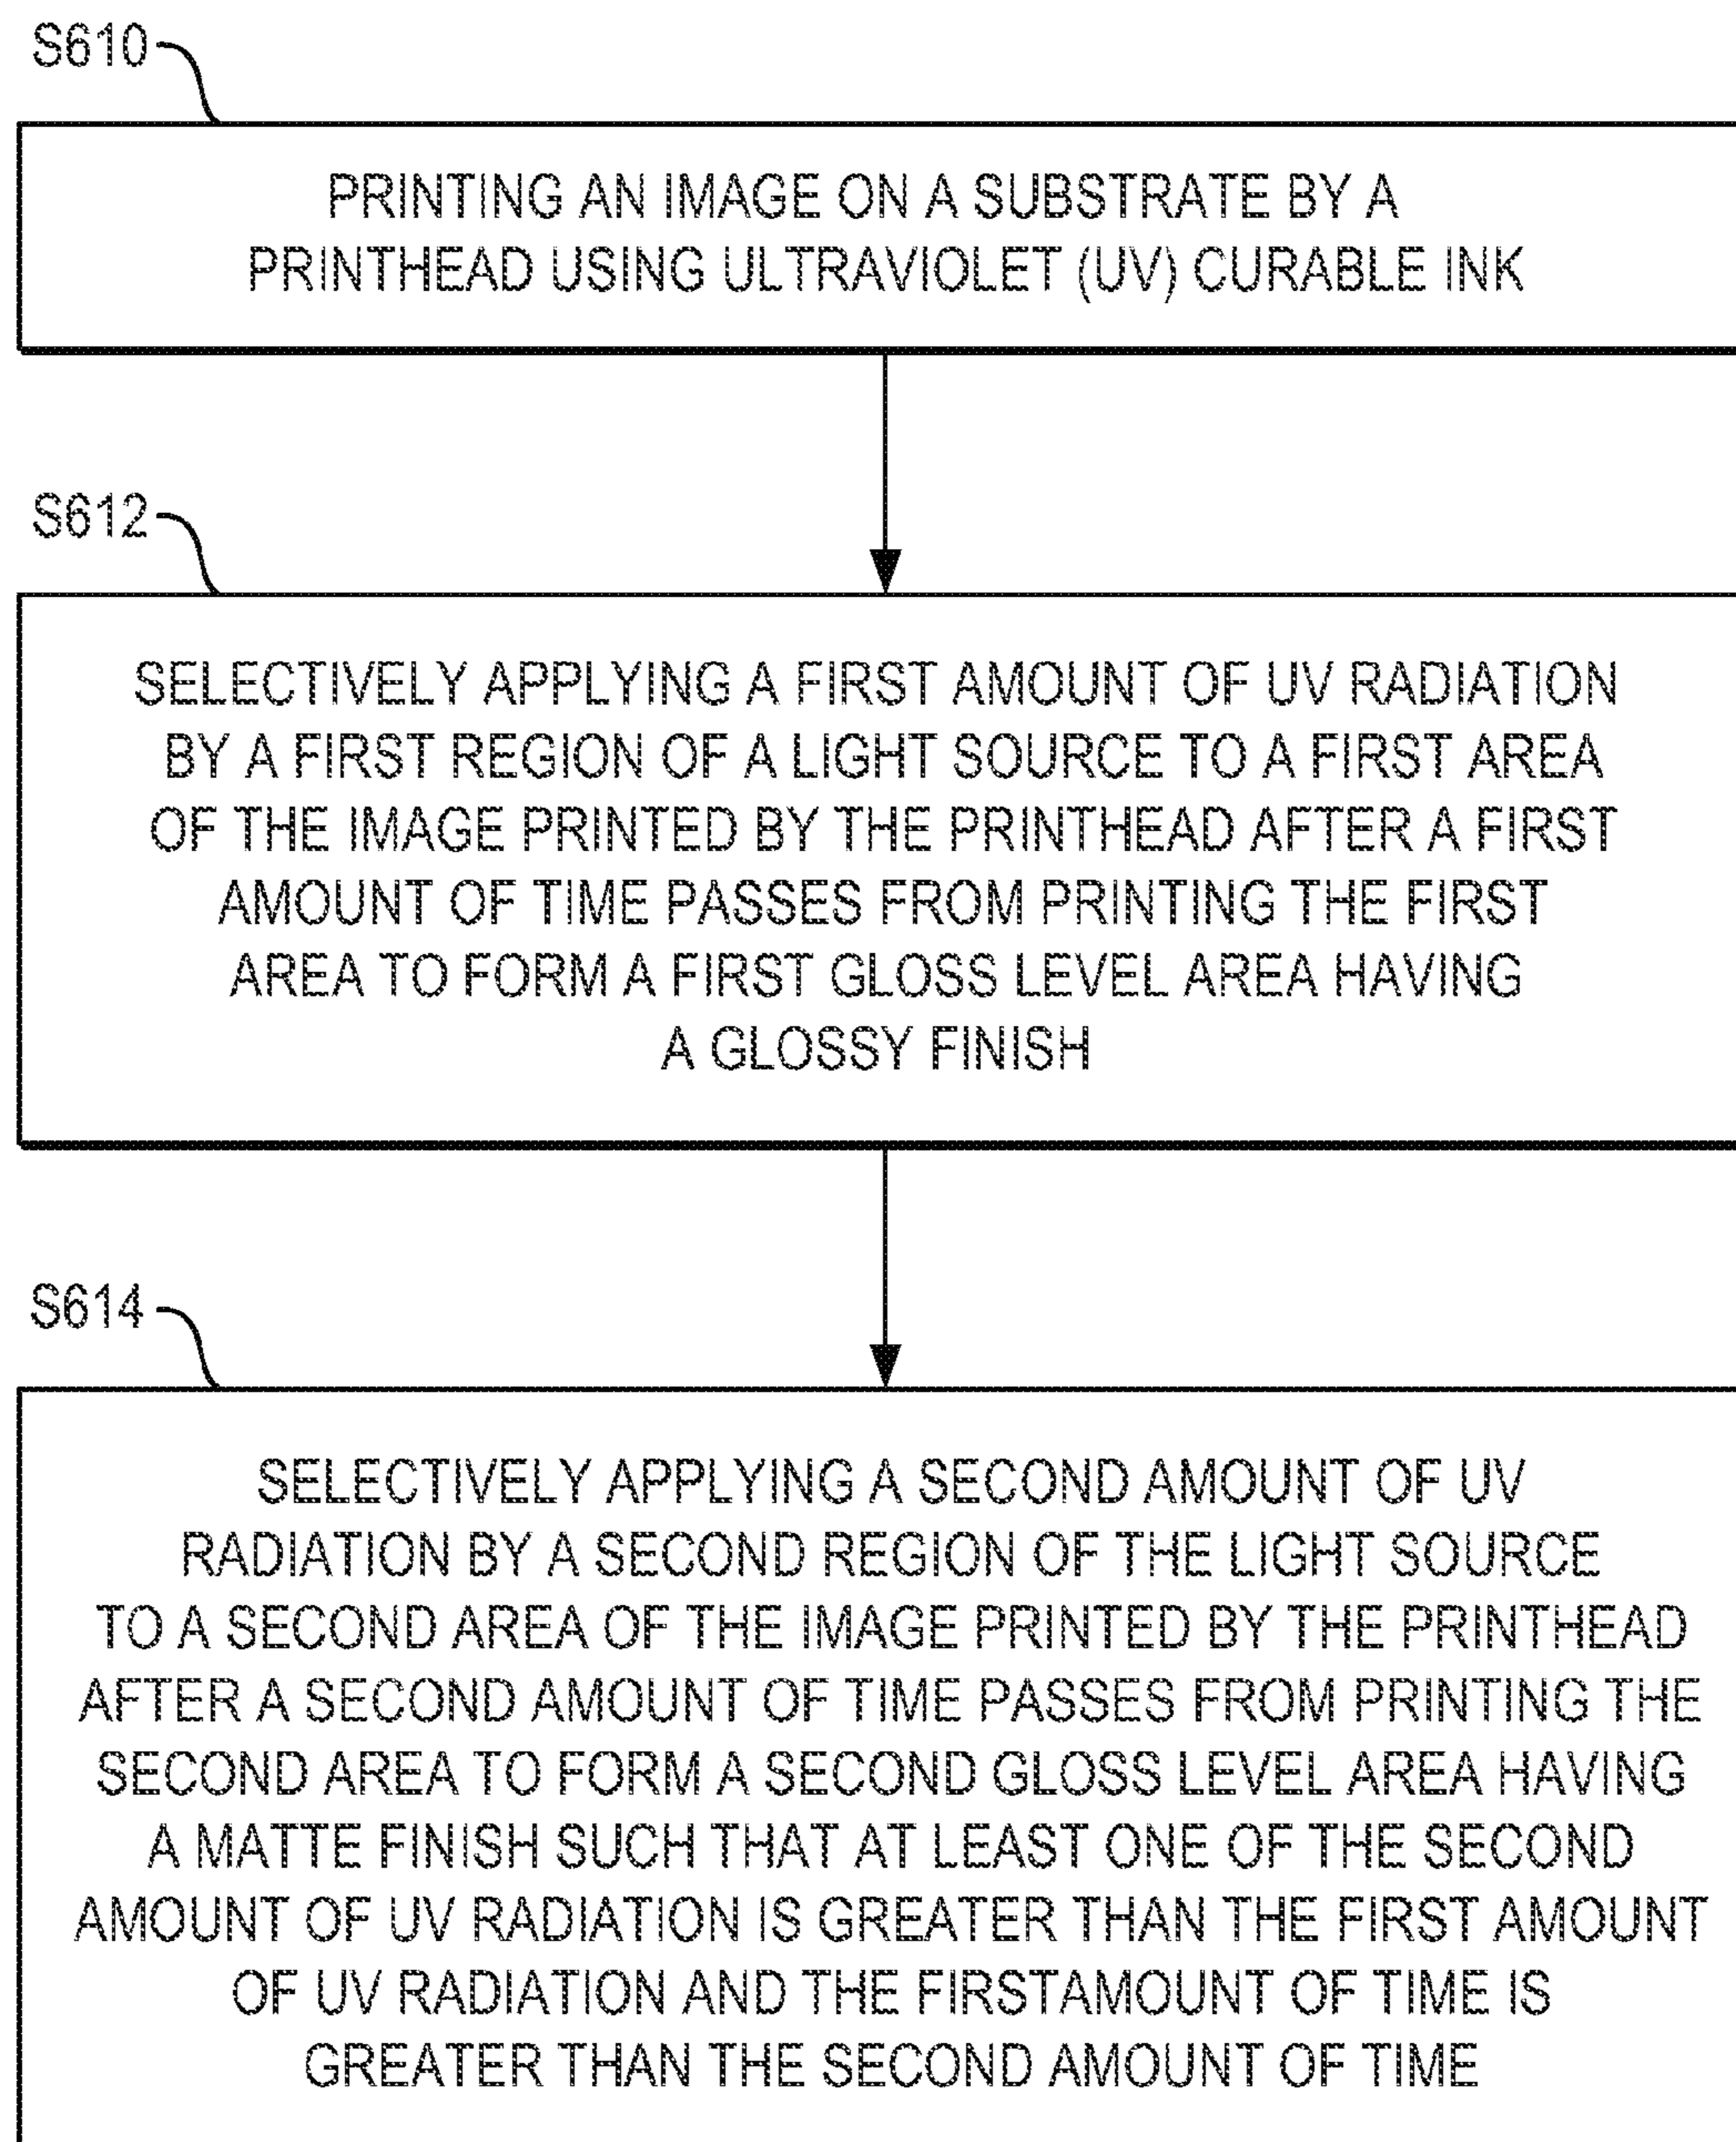 S610
PRINTING AN IMAGE ON A SUBSTRATE BY A
PRINTHEAD USING ULTRAVIOLET (UV) CURABLE INK
S612
SELECTIVELY APPLYING A FIRST AMOUNT OF UV RADIATION
BY A FIRST REGION OF A LIGHT SOURCE TO A FIRST AREA
OF THE IMAGE PRINTED BY THE PRINTHEAD AFTER A FIRST
AMOUNT OF TIME PASSES FROM PRINTING THE FIRST
AREA TO FORM A FIRST GLOSS LEVEL AREA HAVING
A GLOSSY FINISH
S614
SELECTIVELY APPLYING A SECOND AMOUNT OF UV
RADIATION BY A SECOND REGION OF THE LIGHT SOURCE
TO A SECOND AREA OF THE IMAGE PRINTED BY THE PRINTHEAD
AFTER A SECOND AMOUNT OF TIME PASSES FROM PRINTING THE
SECOND AREA TO FORM A SECOND GLOSS LEVEL AREA HAVING
A MATTE FINISH SUCH THAT AT LEAST ONE OF THE SECOND
AMOUNT OF UV RADIATION IS GREATER THAN THE FIRST AMOUNT
OF UV RADIATION AND THE FIRSTAMOUNT OF TIME IS
GREATER THAN THE SECOND AMOUNT OF TIME